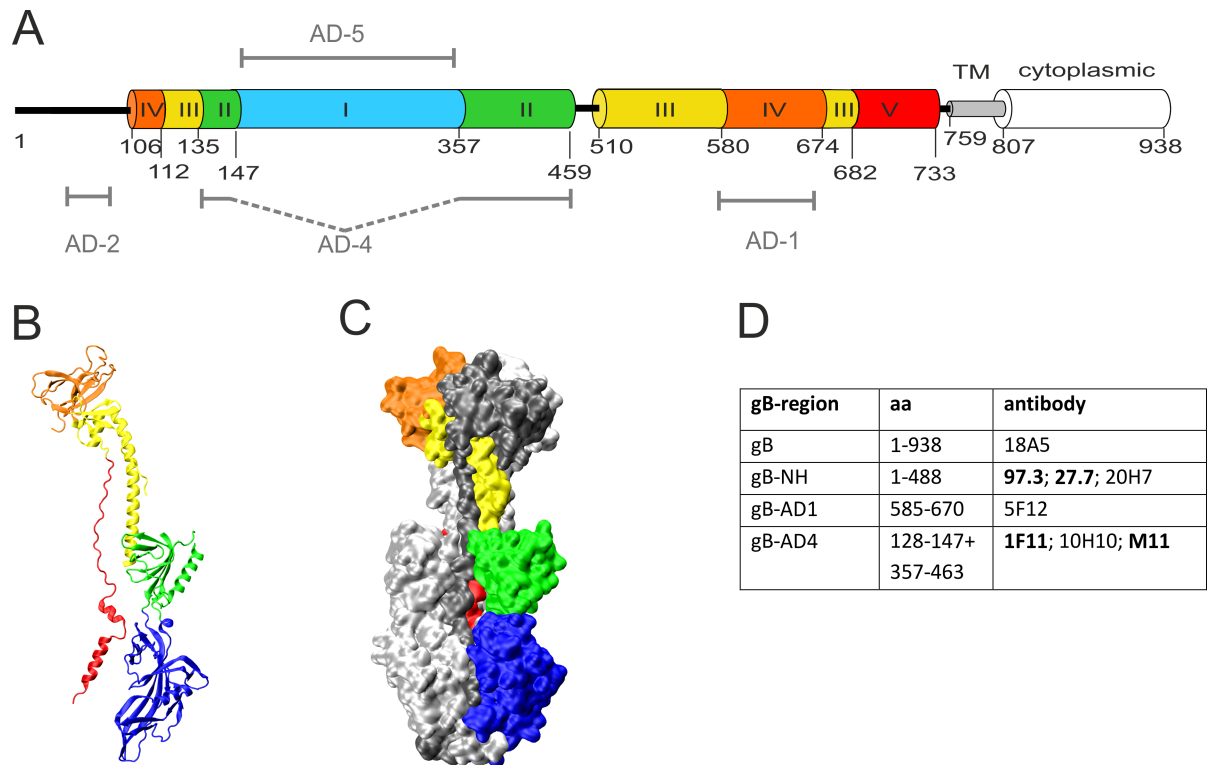 A
AD-5
TM
cytoplasmic
IV III II I II III IV III V
1
106
112
135
147
357
459
510
580
674
682
733
759
807
938
AD-2
AD-4
AD-1
B
C
D
gB-region aa antibody
gB 1-938 18A5
gB-NH 1-488 97.3; 27.7; 20H7
gB-AD1 585-670 5F12
gB-AD4 128-147+ 1F11; 10H10; M11
357-463